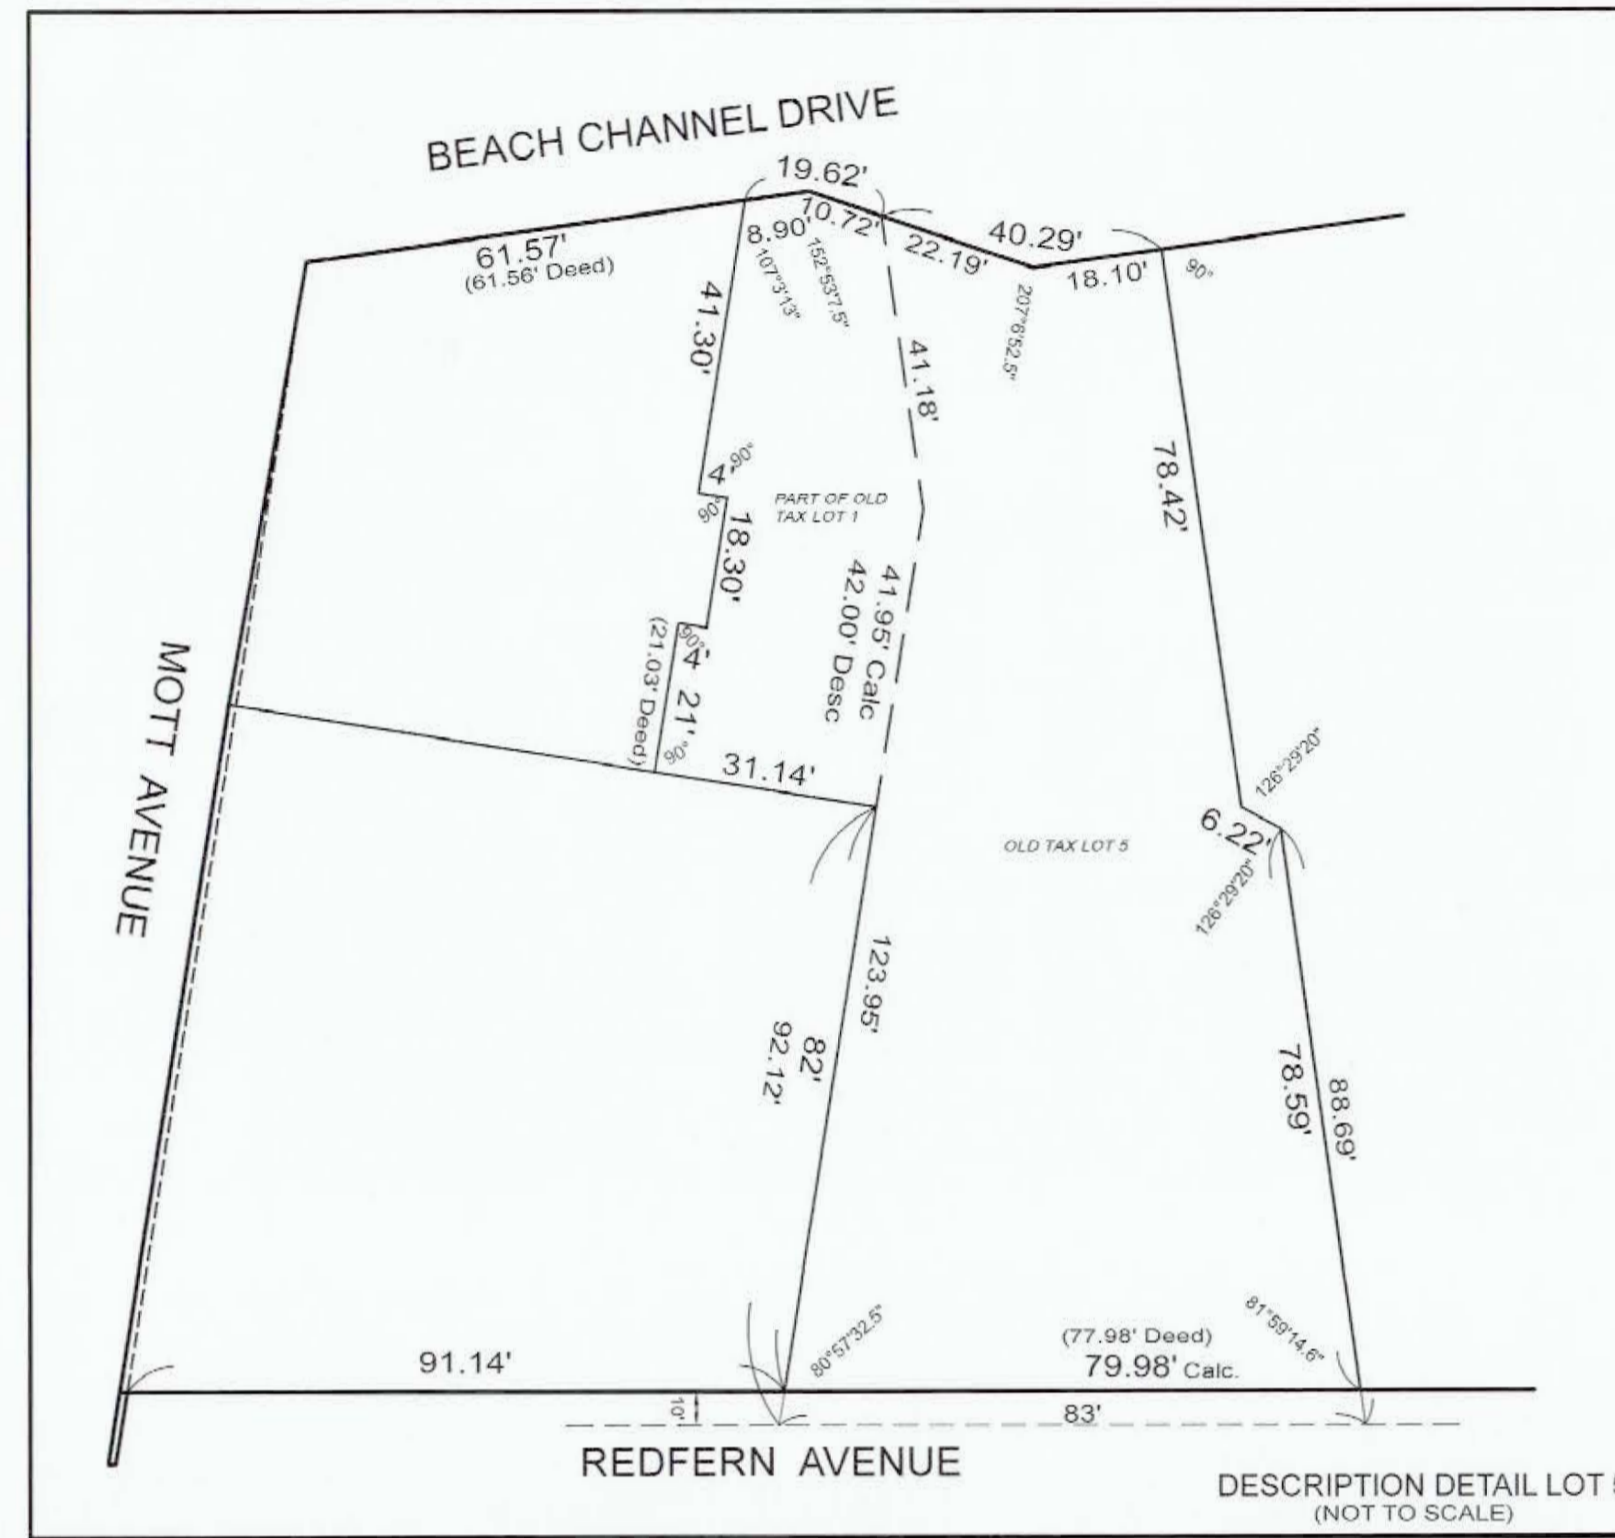 BEACH CHANNEL DRIVE
19.62'
61.57'
(61.56' Deed)
8.90'
10.72'
22.19'
40.29'
18.10'
90°
107°3'13"
152°53'7.5"
207°6'52.5"
41.30'
41.18'
78.42'
4'
90°
90°
PART OF OLD
TAX LOT 1
18.30'
41.95' Calc
42.00' Desc
90°
4'
(21.03' Deed)
21'
90°
31.14'
MOTT AVENUE
126°29'20"
6.22'
126°29'20"
OLD TAX LOT 5
123.95'
82'
92.12'
78.59'
88.69'
80°57'32.5"
81°59'14.6"
(77.98' Deed)
79.98' Calc.
91.14'
10'
83'
REDFERN AVENUE
DESCRIPTION DETAIL LOT
(NOT TO SCALE)